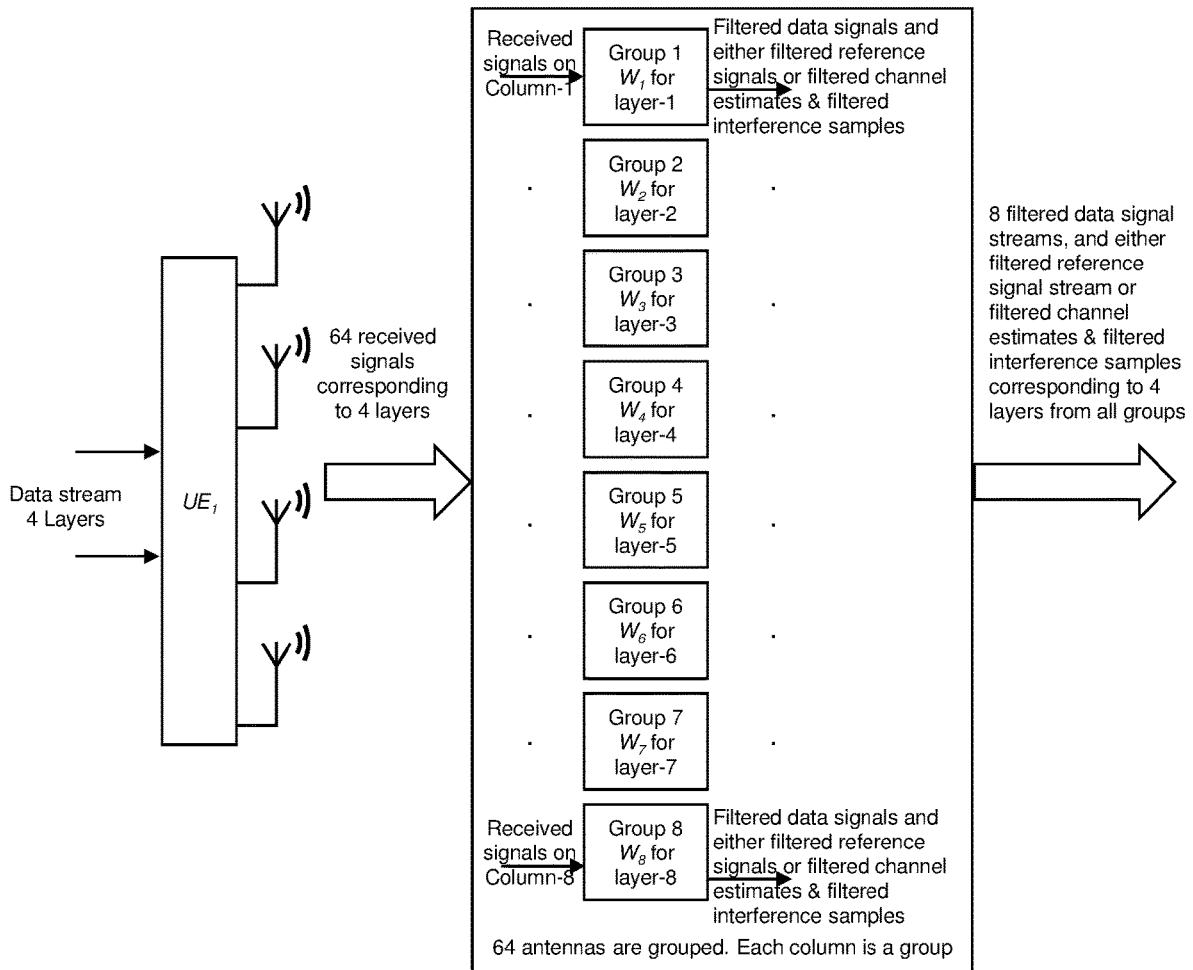 Data stream
4 Layers
UE1
64 received
signals
corresponding
to 4 layers
Received
signals on
Column-1
Group 1
W1 for
layer-1
Filtered data signals and
either filtered reference
signals or filtered channel
estimates & filtered
interference samples
Group 2
W2 for
layer-2
Group 3
W3 for
layer-3
Group 4
W4 for
layer-4
Group 5
W5 for
layer-5
Group 6
W6 for
layer-6
Group 7
W7 for
layer-7
Received
signals on
Column-8
Group 8
W8 for
layer-8
Filtered data signals and
either filtered reference
signals or filtered channel
estimates & filtered
interference samples
64 antennas are grouped. Each column is a group
8 filtered data signal
streams, and either
filtered reference
signal stream or
filtered channel
estimates & filtered
interference samples
corresponding to 4
layers from all groups